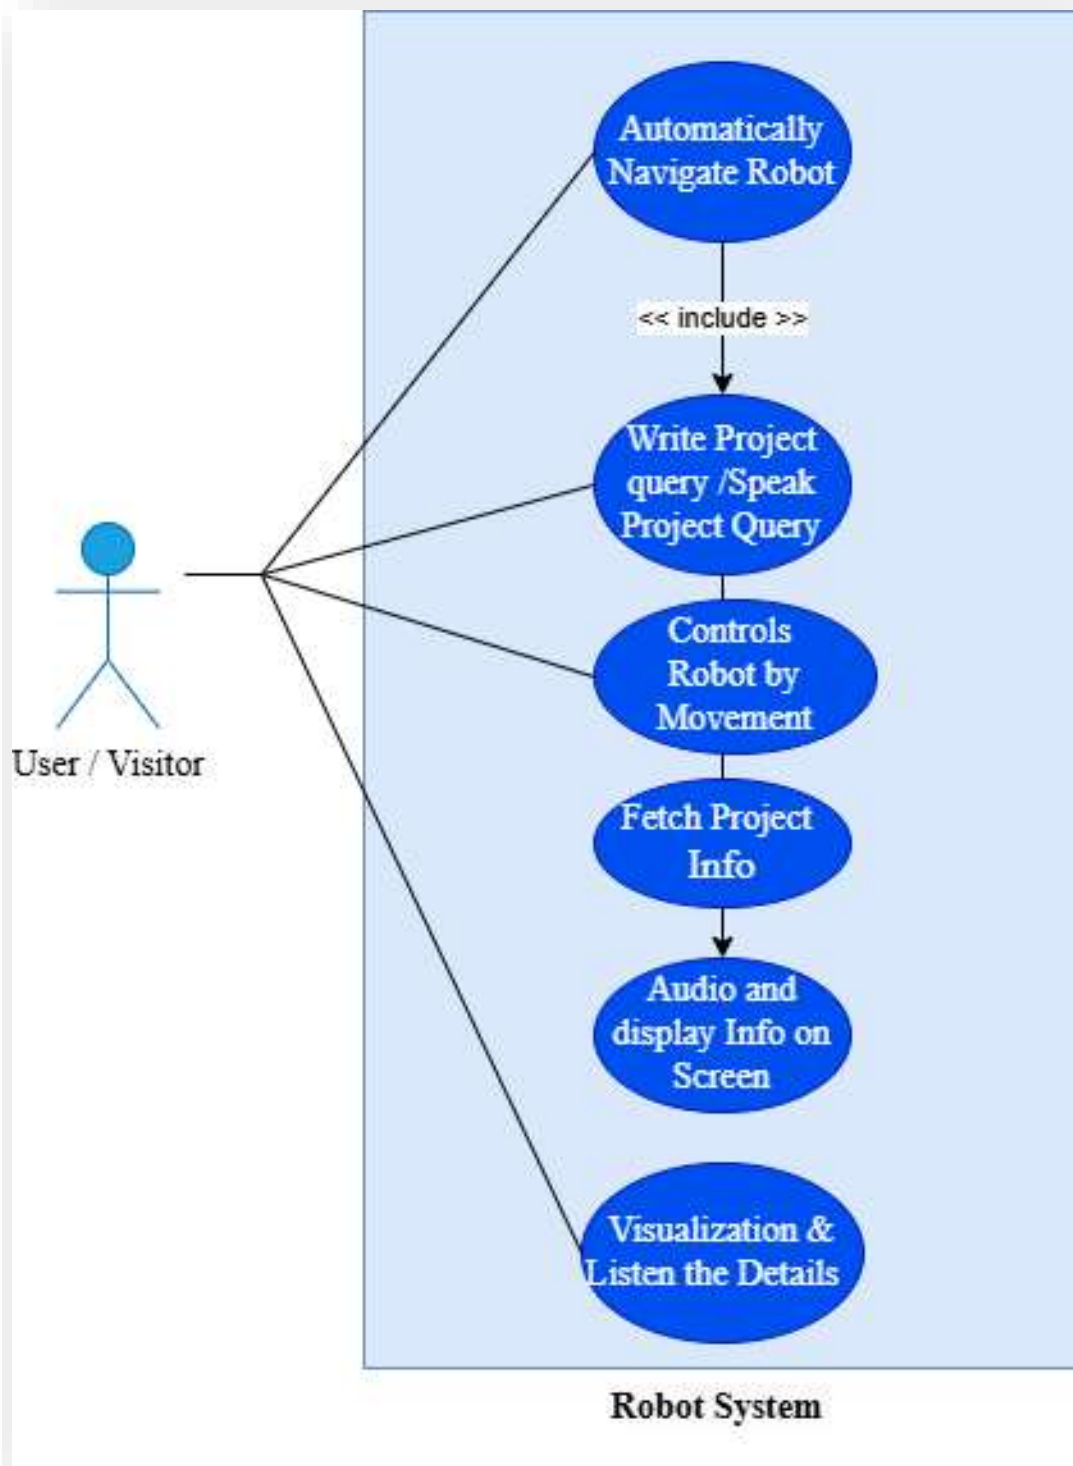 Automatically
Navigate Robot
<< include >>
Write Project
query /Speak
Project Query
Controls
Robot by
Movement
User / Visitor
Fetch Project
Info
Audio and
display Info on
Screen
Visualization &
Listen the Details
Robot System